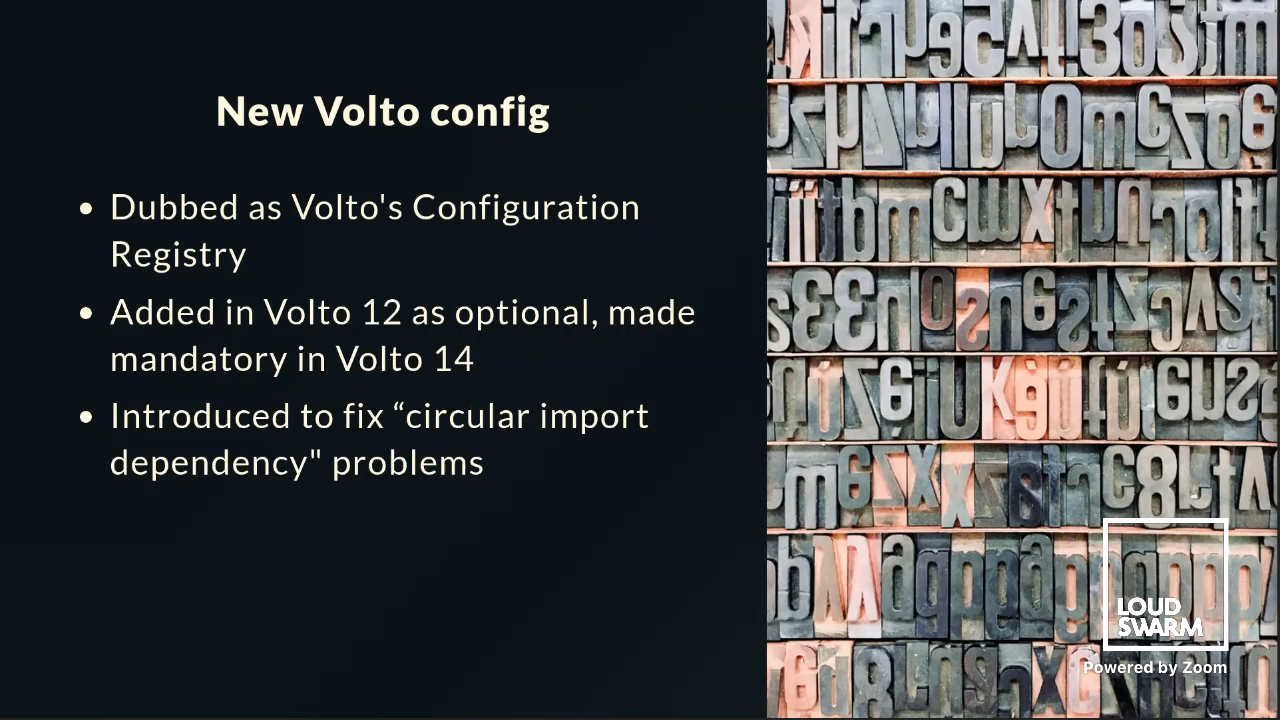 New Volto config
• Dubbed as Volto's Configuration
Registry
• Added in Volto 12 as optional, made
mandatory in Volto 14
• Introduced to fix “circular import
dependency" problems
LOUD
SWARM
Powered by Zoom